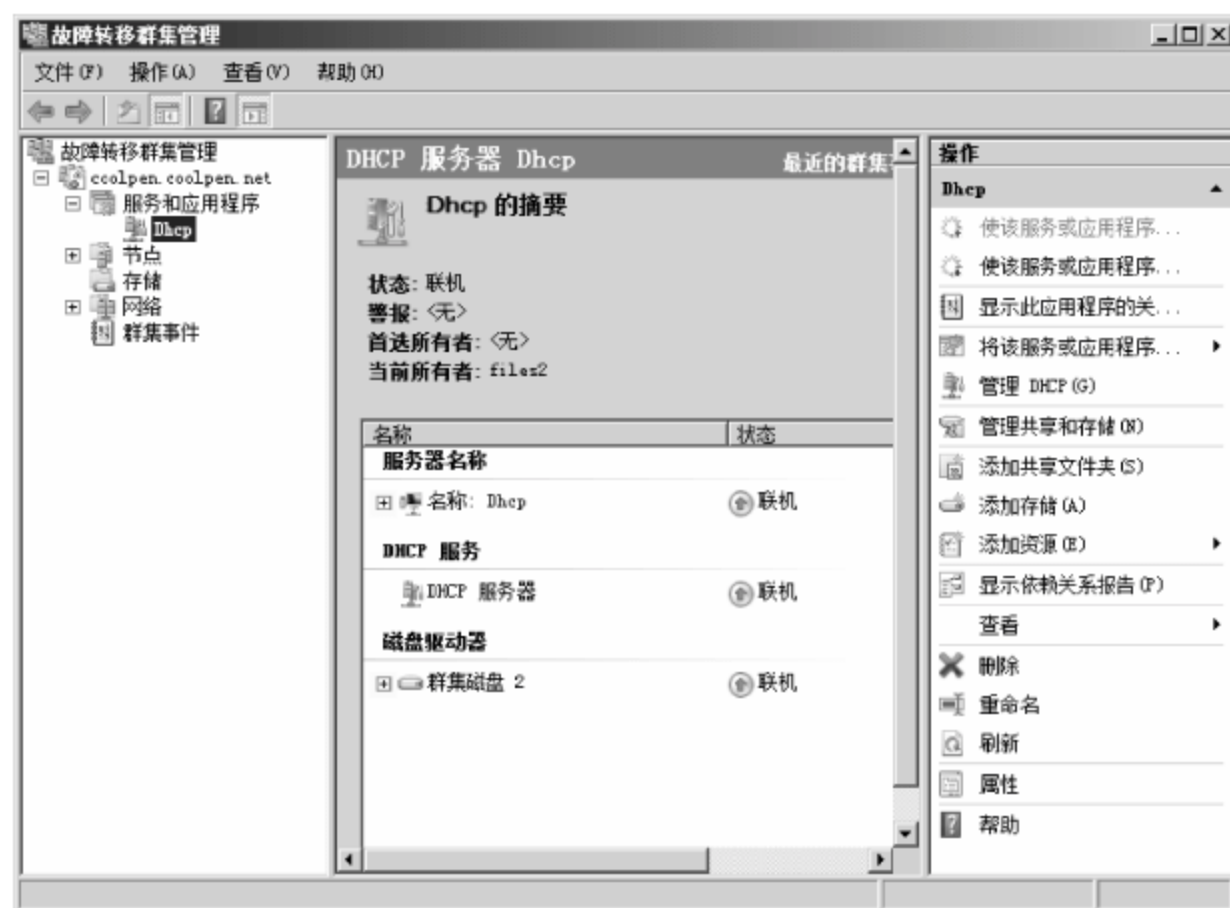 故障转移群集管理
文件(F) 操作(A) 查看(V) 帮助(H)
故障转移群集管理
ccolpen.coolpen.net
服务和应用程序
Dhcp
节点
存储
网络
群集事件
DHCP 服务器 Dhcp
最近的群集
Dhcp 的摘要
状态: 联机
警报: <无>
首选所有者: <无>
当前所有者: files2
名称 状态
服务器名称
名称: Dhcp 联机
DHCP 服务
DHCP 服务器 联机
磁盘驱动器
群集磁盘 2 联机
操作
Dhcp
使该服务或应用程序...
使该服务或应用程序...
显示此应用程序的关...
将该服务或应用程序...
管理 DHCP(G)
管理共享和存储(N)
添加共享文件夹(S)
添加存储(A)
添加资源(E)
显示依赖关系报告(P)
查看
删除
重命名
刷新
属性
帮助